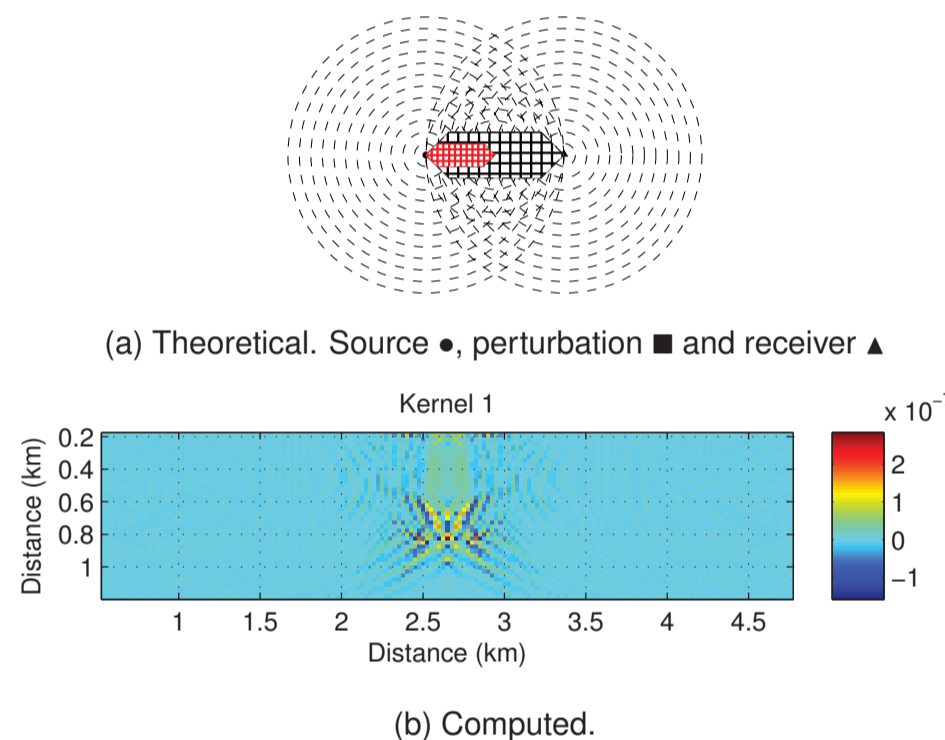 (a) Theoretical. Source ●, perturbation ■ and receiver ▲
Kernel 1
x 10⁻
Distance (km)
0.2
0.4
0.6
0.8
1
2
1
0
−1
1 1.5 2 2.5 3 3.5 4 4.5
Distance (km)
(b) Computed.